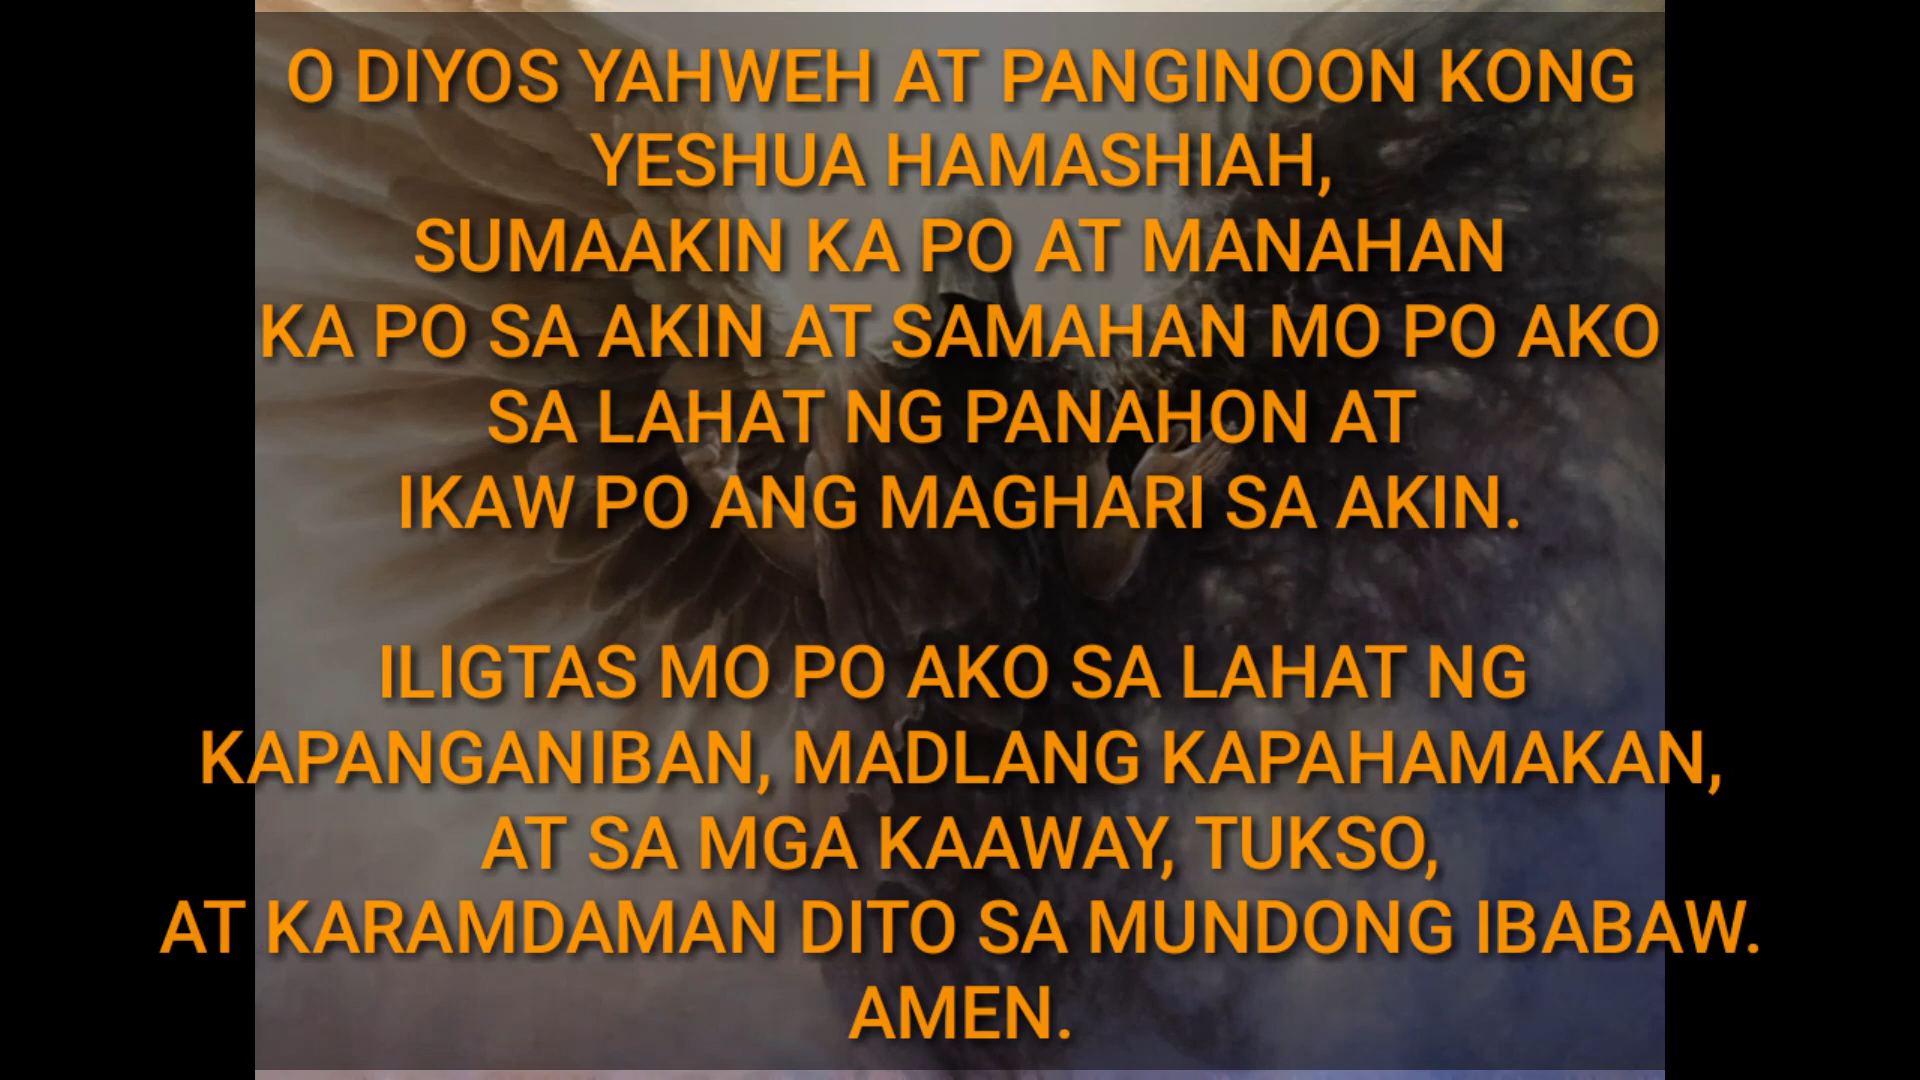 O DIYOS YAHWEH AT PANGINOON KONG
YESHUA HAMASHIAH,
SUMAAKIN KA PO AT MANAHAN
KA PO SA AKIN AT SAMAHAN MO PO AKO
SA LAHAT NG PANAHON AT
IKAW PO ANG MAGHARI SA AKIN.
ILIGTAS MO PO AKO SA LAHAT NG
KAPANGANIBAN, MADLANG KAPAHAMAKAN,
AT SA MGA KAAWAY, TUKSO,
AT KARAMDAMAN DITO SA MUNDONG IBABAW.
AMEN.